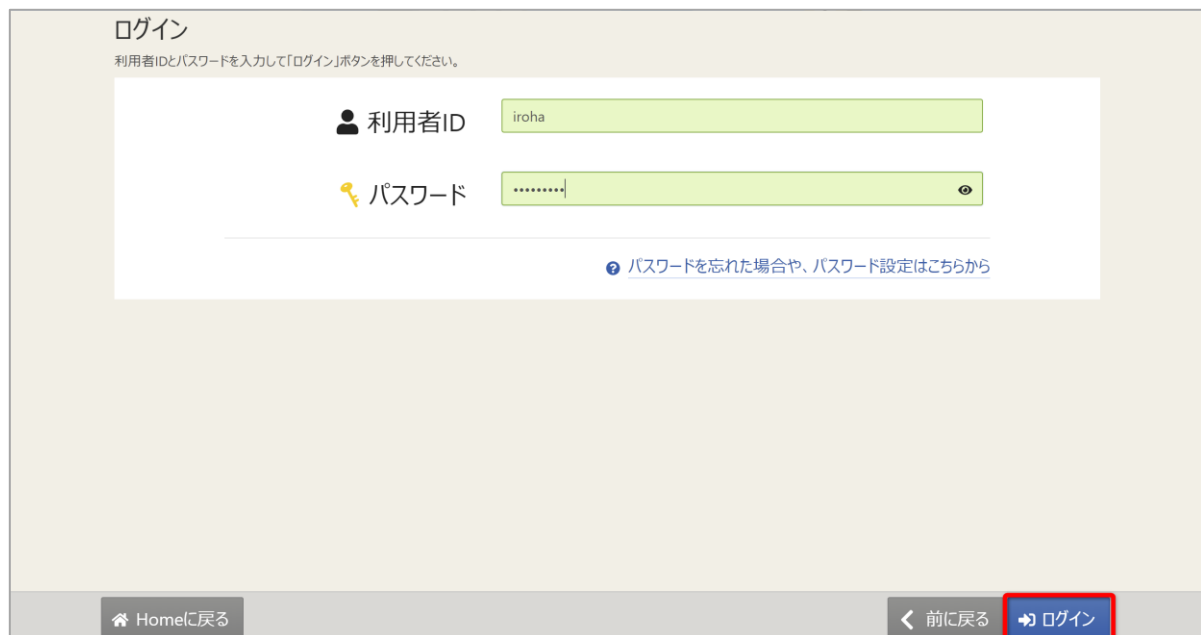 ログイン
利用者IDとパスワードを入力して「ログイン」ボタンを押してください。
利用者ID
iroha
パスワード
•••••••••
パスワードを忘れた場合や、パスワード設定はこちらから
Homeに戻る
前に戻る
ログイン